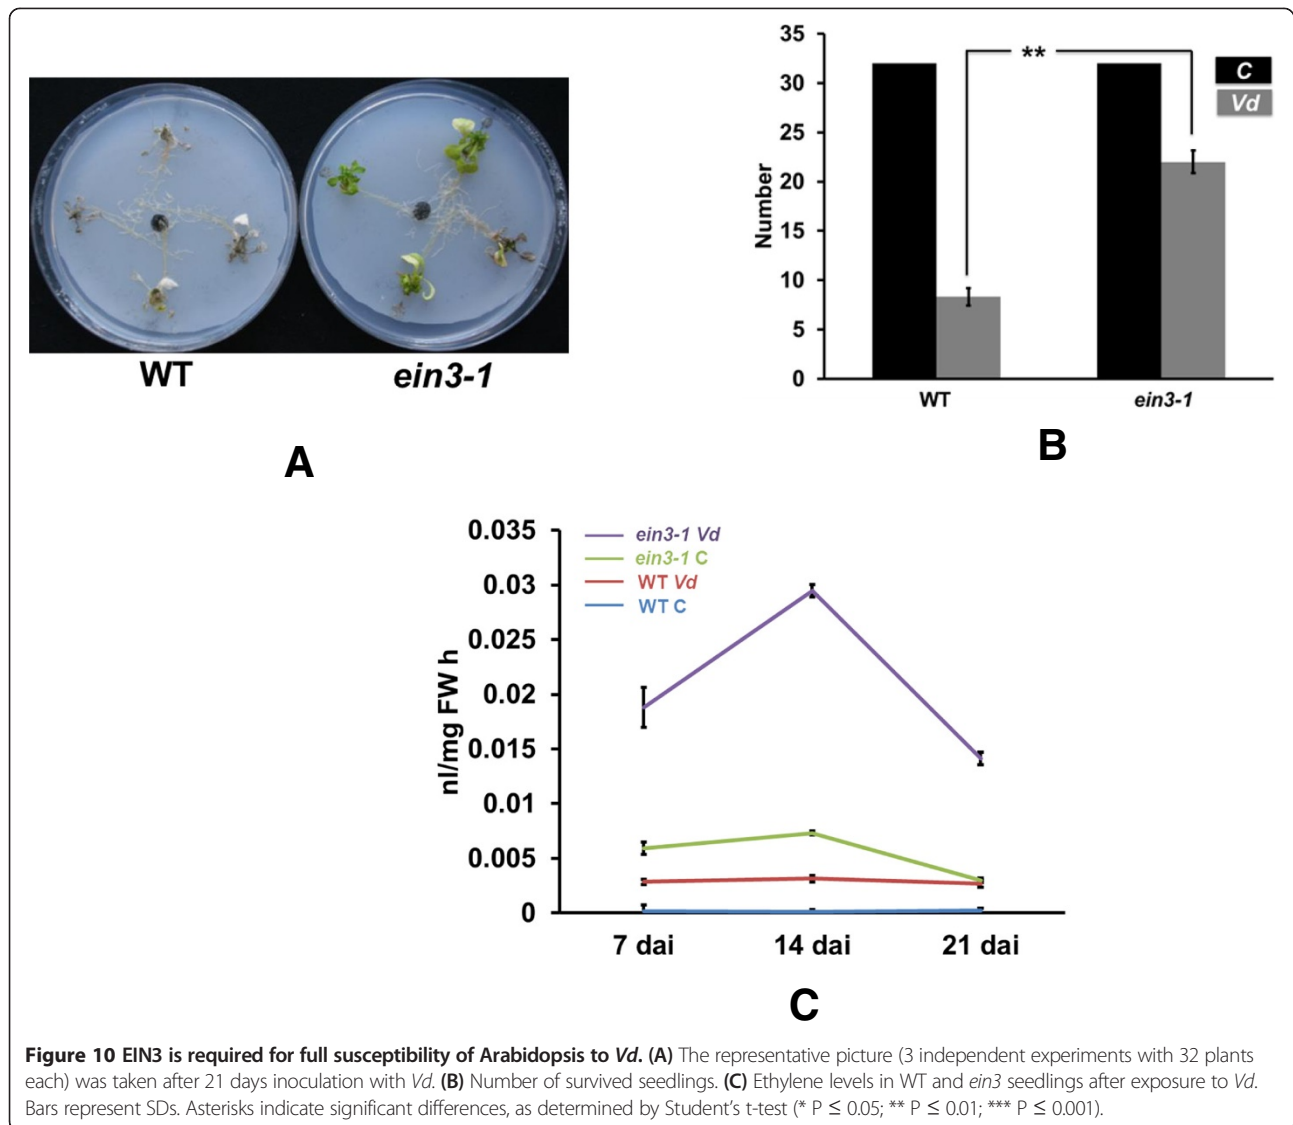 WT
ein3-1
A
35
30
25
20
15
10
5
0
Number
**
C
Vd
WT
ein3-1
B
0.035
0.03
0.025
0.02
0.015
0.01
0.005
0
nl/mg FW h
ein3-1 Vd
ein3-1 C
WT Vd
WT C
7 dai 14 dai 21 dai
C
Figure 10 EIN3 is required for full susceptibility of Arabidopsis to Vd. (A) The representative picture (3 independent experiments with 32 plants
each) was taken after 21 days inoculation with Vd. (B) Number of survived seedlings. (C) Ethylene levels in WT and ein3 seedlings after exposure to Vd.
Bars represent SDs. Asterisks indicate significant differences, as determined by Student's t-test (* P ≤ 0.05; ** P ≤ 0.01; *** P ≤ 0.001).